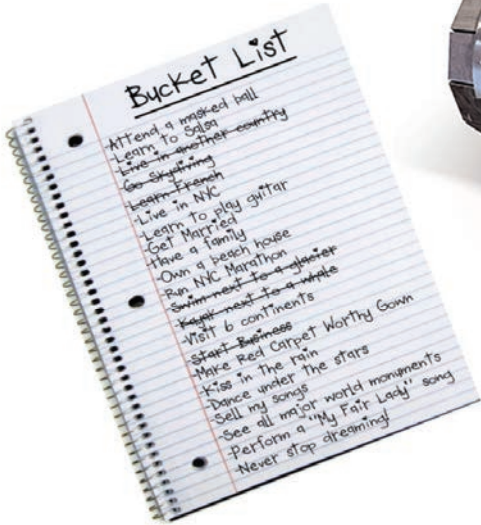 Bucket List
-Attend a masked ball
-Learn to Salsa
-Live in another country
-Go Skydiving
-Learn French
-Live in NYC
-Learn to play guitar
-Get Married
-Have a family
-Own a beach house
-Run NYC Marathon
-Swim next to a glacier
-Kayak next to a whale
-Visit 6 continents
-Start Business
-Make Red Carpet Worthy Gown
-Kiss in the rain
-Dance under the stars
-Sell my songs
-See all major world monuments
-Perform a "My Fair Lady" song
-Never stop dreaming!